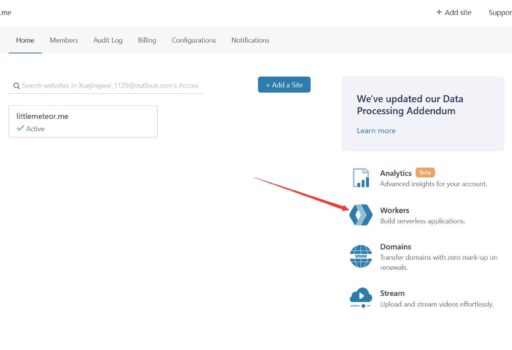 .me
+ Add site
Suppor
Home
Members
Audit Log
Billing
Configurations
Notifications
Search websites in Xuejingwei_1129@outlook.com's Accour
+ Add a Site
littlemeteor.me
Active
We've updated our Data
Processing Addendum
Learn more
Analytics Beta
Advanced insights for your account.
Workers
Build serverless applications.
Domains
Transfer domains with zero mark-up on
renewals.
Stream
Upload and stream videos effortlessly.